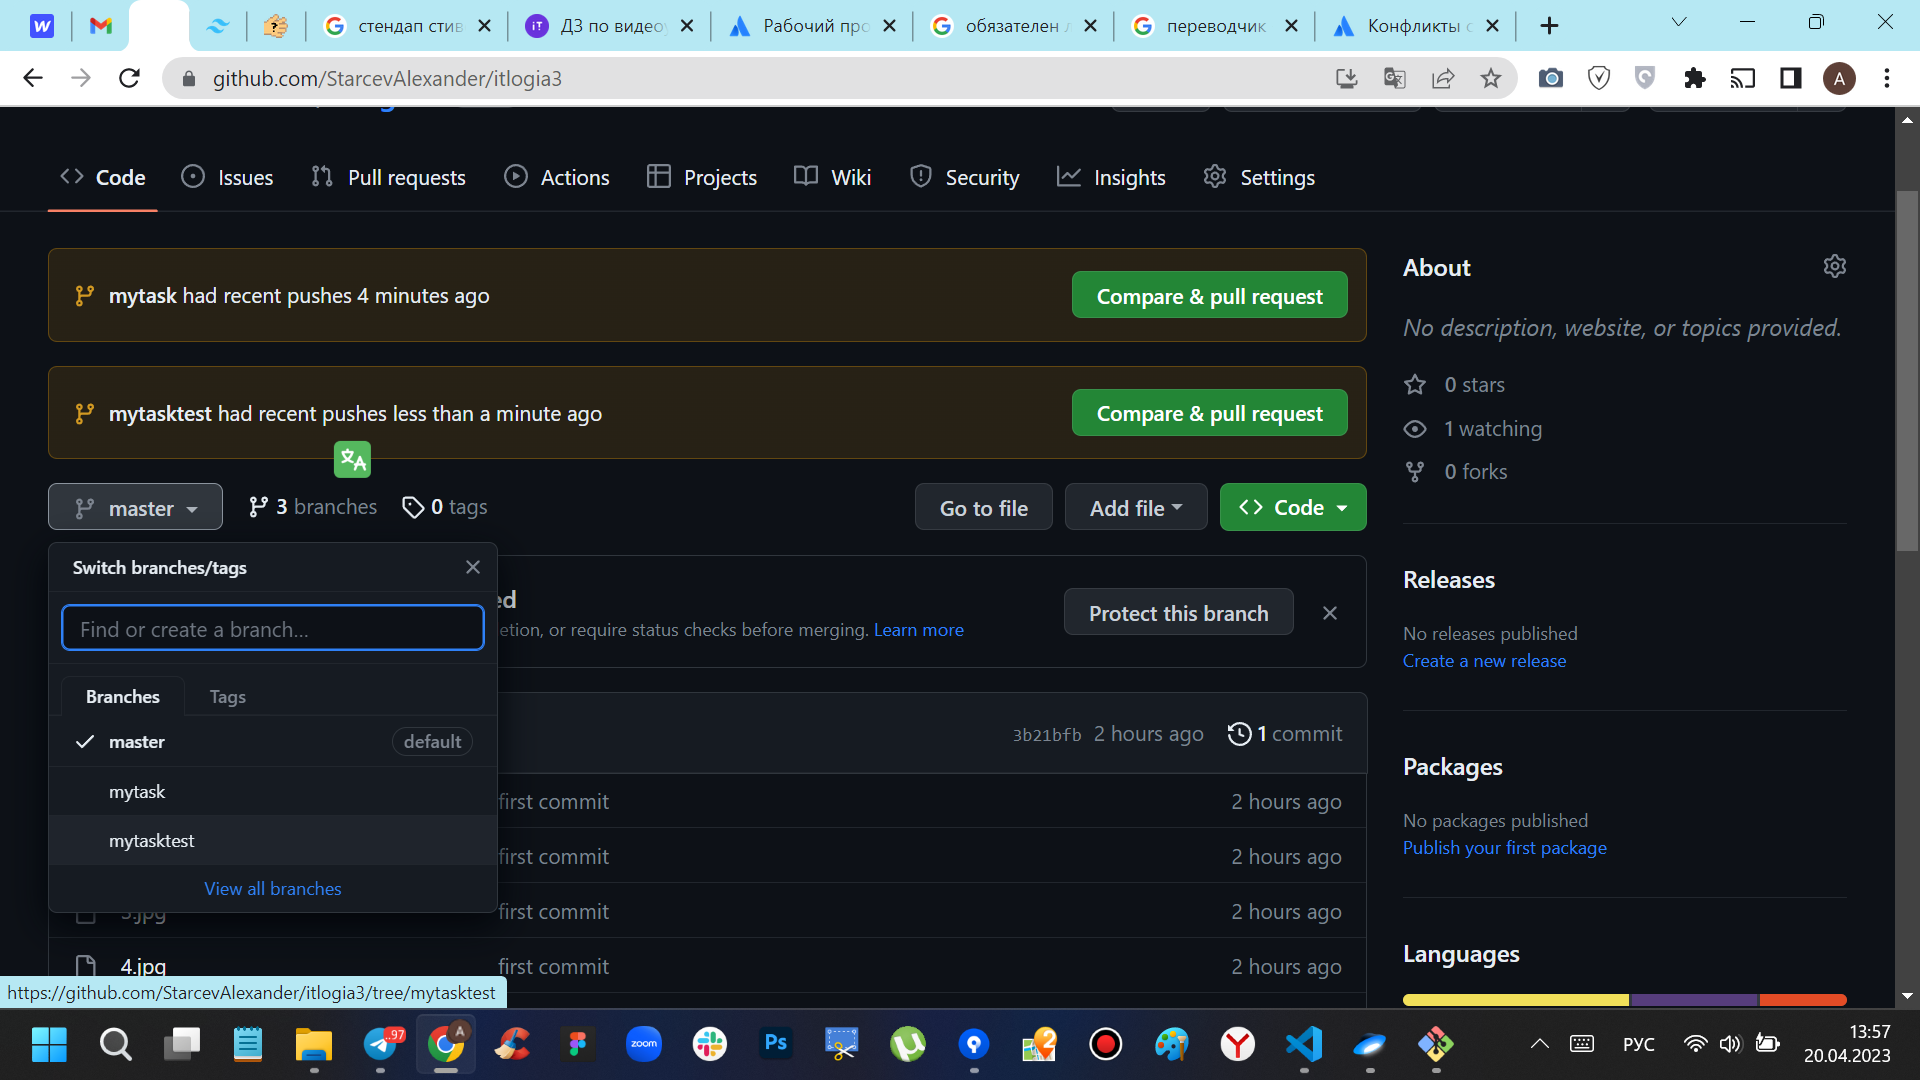 стендап стив
ДЗ по видеоу
Рабочий про
обязателен л
переводчик
Конфликты с
github.com/StarcevAlexander/itlogia3
A
Code
Issues
Pull requests
Actions
Projects
Wiki
Security
Insights
Settings
mytask had recent pushes 4 minutes ago
Compare & pull request
mytasktest had recent pushes less than a minute ago
Compare & pull request
master
3 branches
0 tags
Go to file
Add file
Code
Switch branches/tags
Find or create a branch...
Branches
Tags
master
default
mytask
mytasktest
View all branches
ed
etion, or require status checks before merging. Learn more
Protect this branch
3b21bfb 2 hours ago
1 commit
first commit
2 hours ago
first commit
2 hours ago
3.jpg
first commit
2 hours ago
4.jpg
first commit
2 hours ago
https://github.com/StarcevAlexander/itlogia3/tree/mytasktest
About
No description, website, or topics provided.
0 stars
1 watching
0 forks
Releases
No releases published
Create a new release
Packages
No packages published
Publish your first package
Languages
97
A
zoom
Ps
2
РУС
13:57
20.04.2023